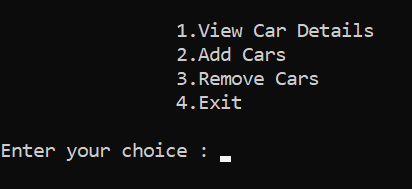 1.View Car Details
2.Add Cars
3.Remove Cars
4.Exit
Enter your choice :